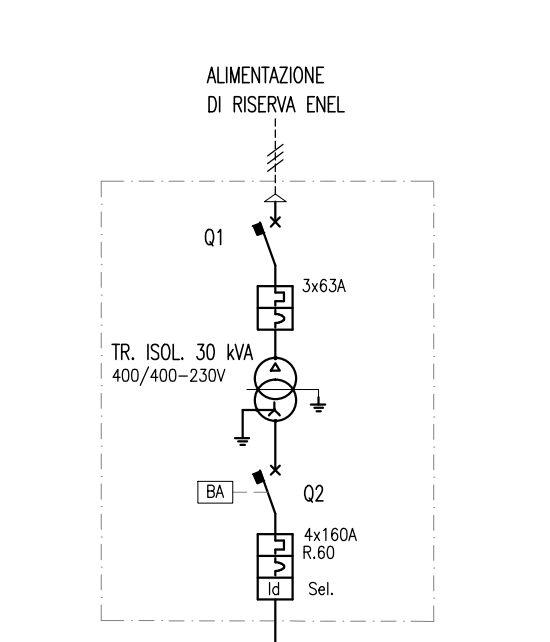 ALIMENTAZIONE
DI RISERVA ENEL
Q1
3x63A
TR. ISOL. 30 kVA
400/400-230V
BA
Q2
4x160A
R.60
Id
Sel.